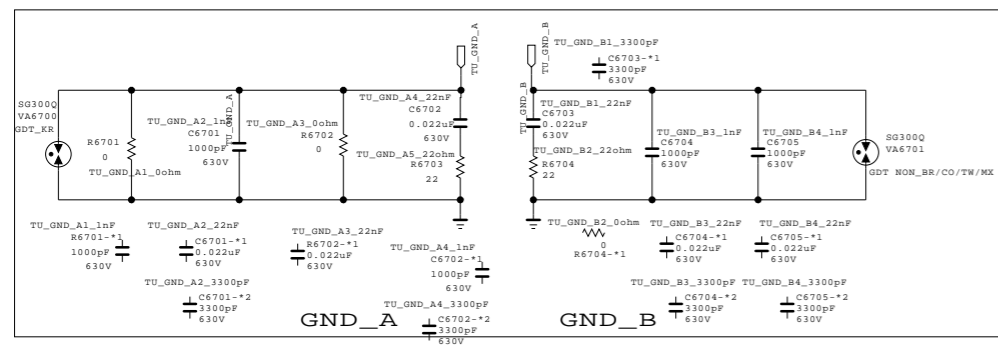 TU_GND_A
TU_GND_B
TU_GND_B1_3300pF
C6703-*1
3300pF
630V
SG300Q
VA6700
GDT_KR
R6701
0
TU_GND_A1_0ohm
TU_GND_A2_1nF
C6701
1000pF
630V
TU_GND_A
TU_GND_A3_0ohm
R6702
0
TU_GND_A4_22nF
C6702
0.022uF
630V
TU_GND_A5_22ohm
R6703
22
TU_GND_B
TU_GND_B1_22nF
C6703
0.022uF
630V
TU_GND_B2_22ohm
R6704
22
TU_GND_B3_1nF
C6704
1000pF
630V
TU_GND_B4_1nF
C6705
1000pF
630V
SG300Q
VA6701
GDT NON_BR/CO/TW/MX
TU_GND_A1_1nF
R6701-*1
1000pF
630V
TU_GND_A2_22nF
C6701-*1
0.022uF
630V
TU_GND_A3_22nF
R6702-*1
0.022uF
630V
TU_GND_A4_1nF
C6702-*1
1000pF
630V
TU_GND_B2_0ohm
0
R6704-*1
TU_GND_B3_22nF
C6704-*1
0.022uF
630V
TU_GND_B4_22nF
C6705-*1
0.022uF
630V
TU_GND_A2_3300pF
C6701-*2
3300pF
630V
TU_GND_A4_3300pF
C6702-*2
3300pF
630V
TU_GND_B3_3300pF
C6704-*2
3300pF
630V
TU_GND_B4_3300pF
C6705-*2
3300pF
630V
GND_A
GND_B